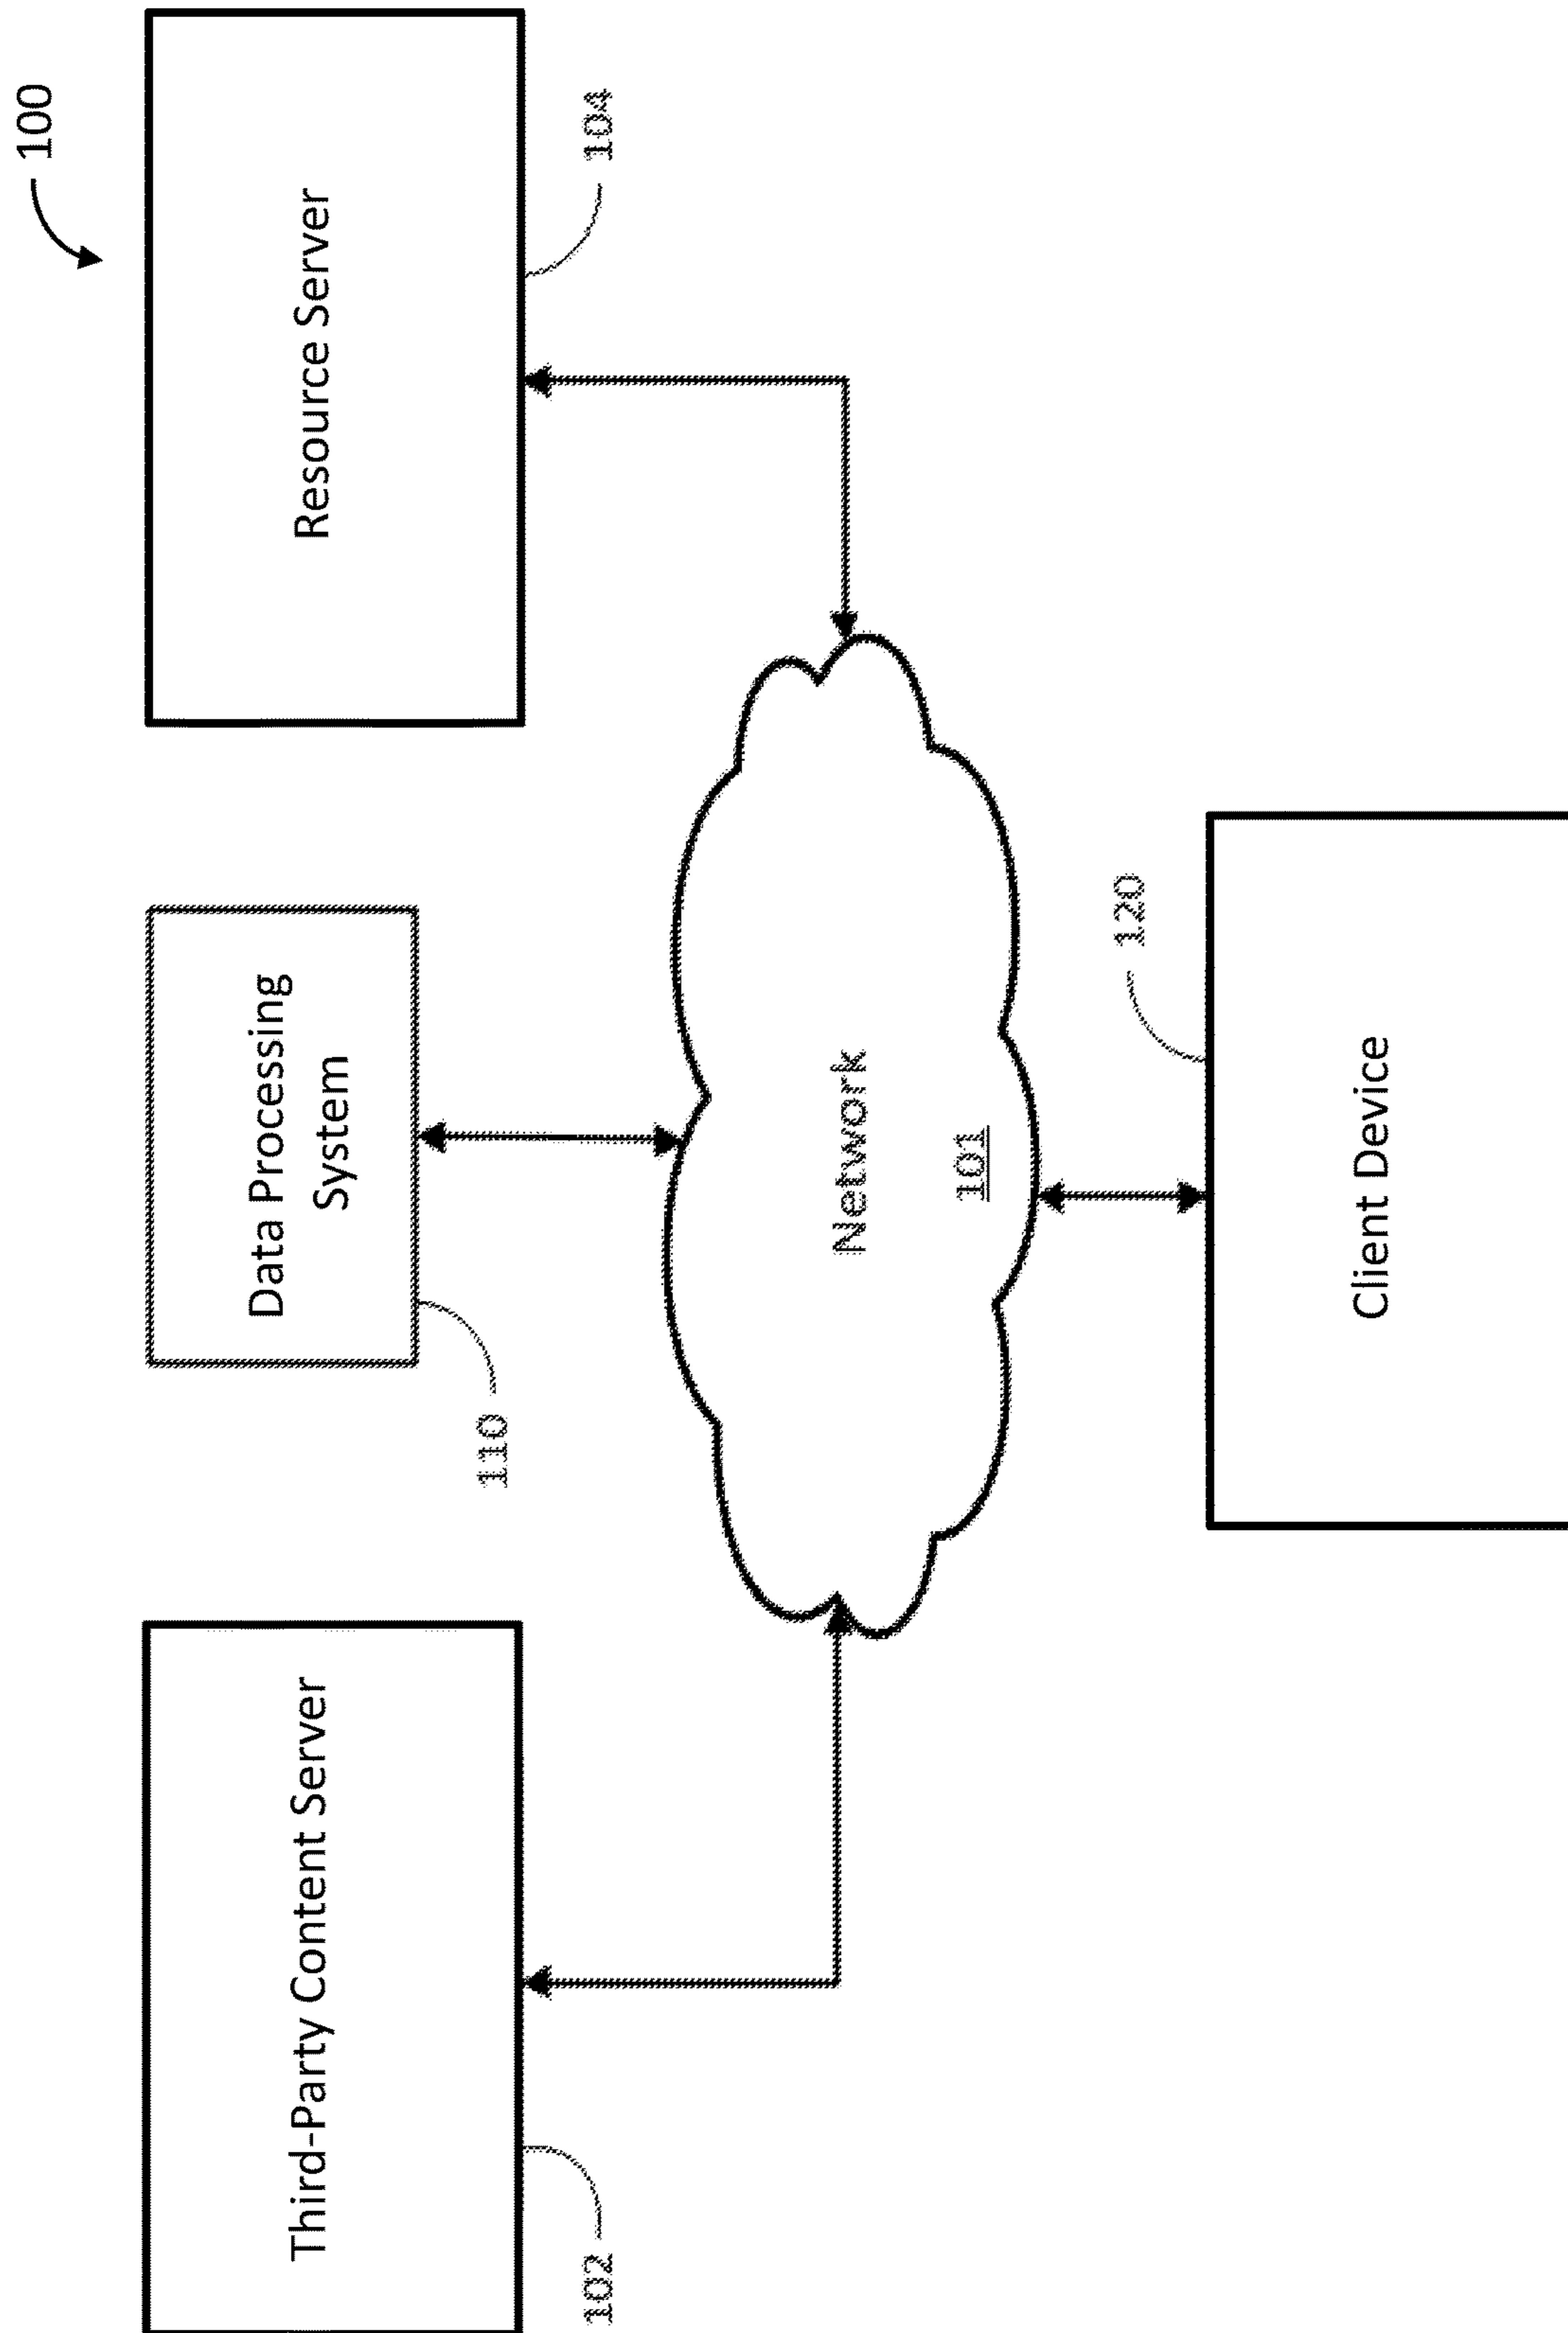 100
Third-Party Content Server
102
Data Processing
System
110
Resource Server
104
Network
101
120
Client Device